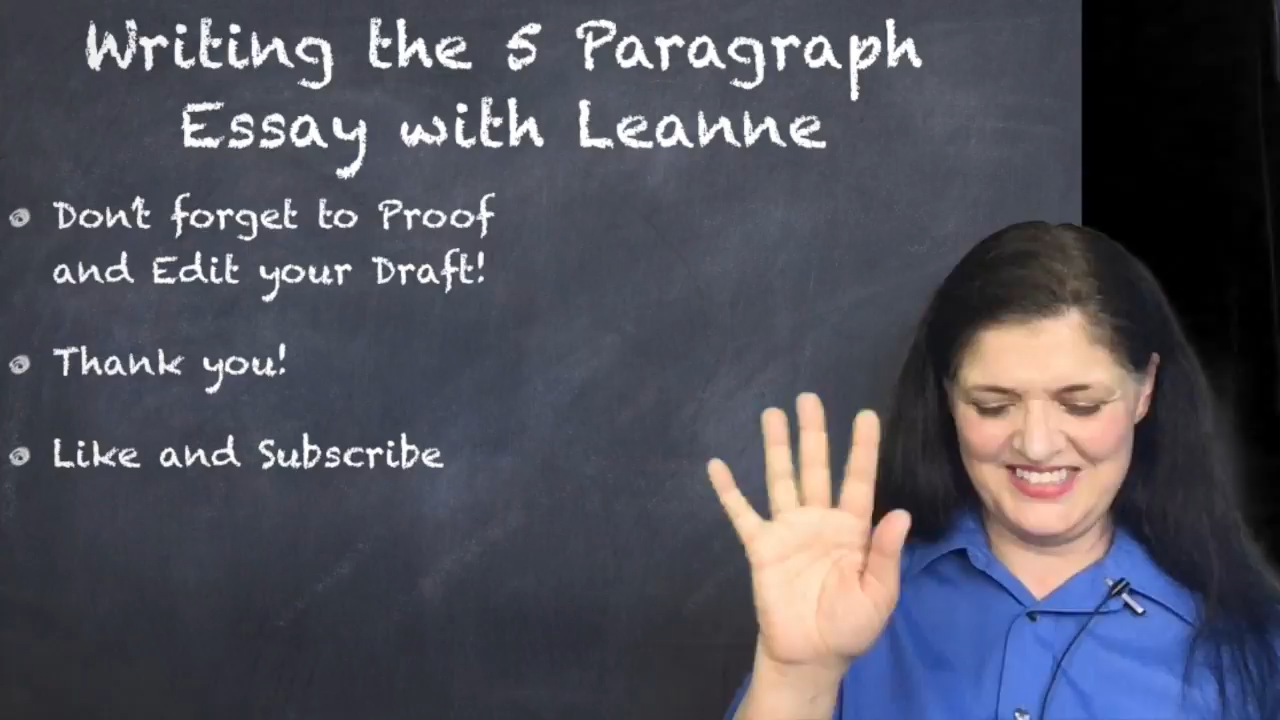 Writing the 5 Paragraph
Essay with Leanne
Don't forget to Proof
and Edit your Draft!
Thank you!
Like and Subscribe